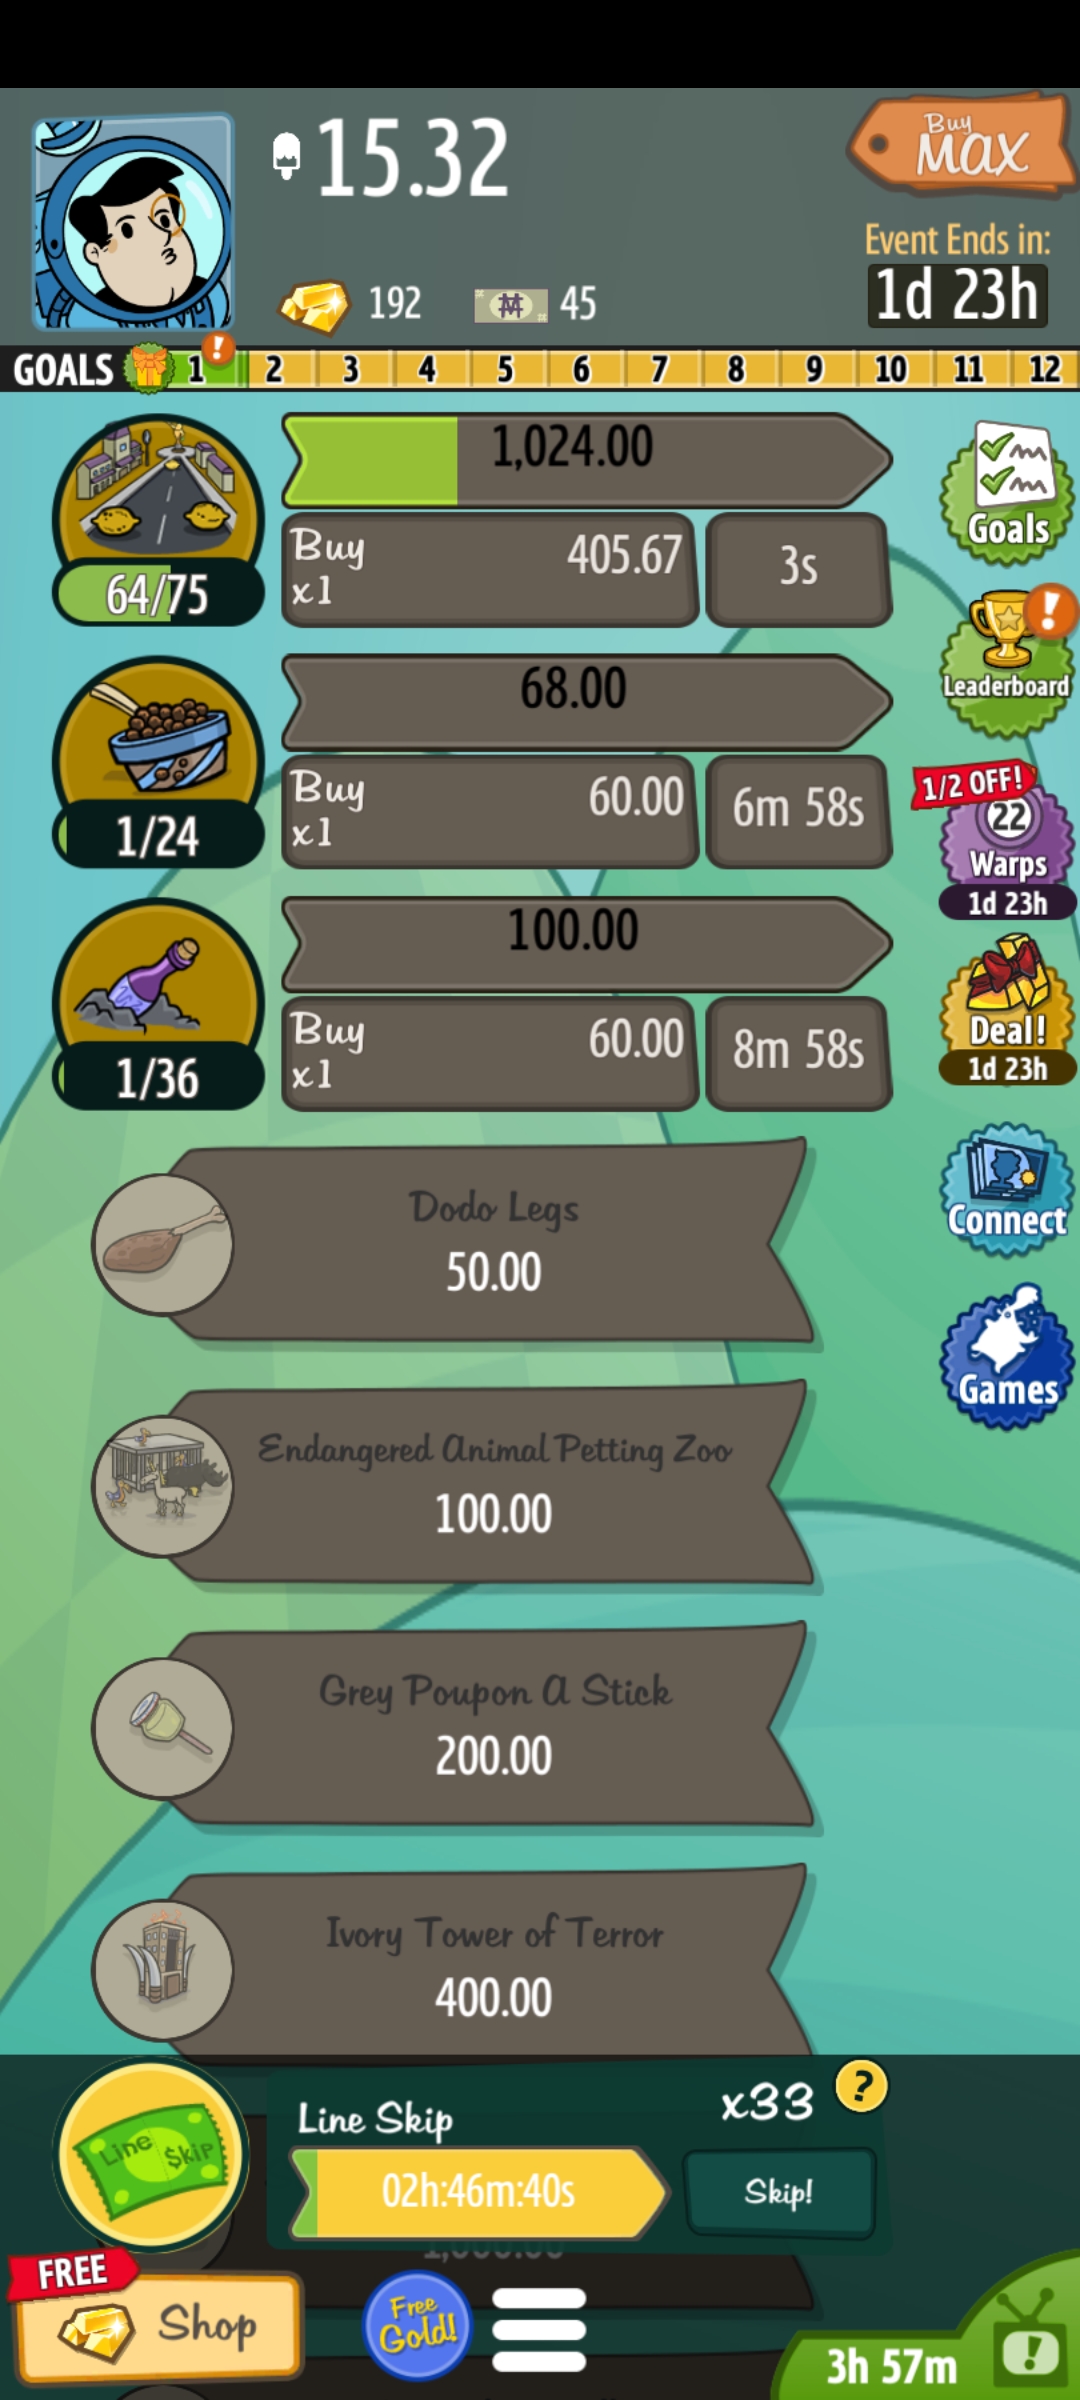 15.32
Buy
MAX
192
45
Event Ends in:
1d 23h
GOALS 1 ! 2 3 4 5 6 7 8 9 10 11 12
1,024.00
Buy
x1
405.67
3s
64/75
Goals
68.00
Buy
x1
60.00
6m 58s
1/24
!
Leaderboard
1/2 OFF!
22
Warps
1d 23h
100.00
Buy
x1
60.00
8m 58s
1/36
Deal!
1d 23h
Dodo Legs
50.00
Connect
Endangered Animal Petting Zoo
100.00
Games
Grey Poupon A Stick
200.00
Ivory Tower of Terror
400.00
Line $kip
Line Skip
x33
?
02h:46m:40s
Skip!
1,000.00
FREE
Shop
Free
Gold!
3h 57m
!